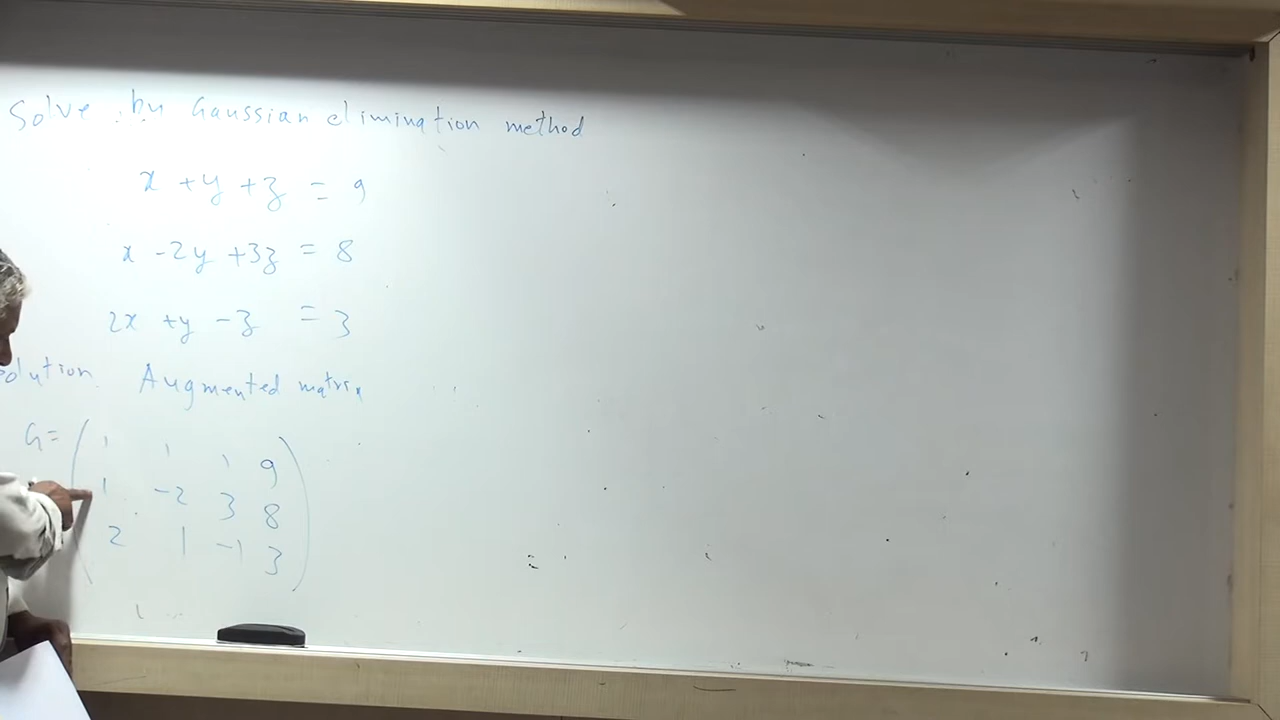 Solve by Gaussian elimination method
x + y + z = 9
x - 2y + 3z = 8
2x + y - z = 3
olution. Augmented matrix
G = ( 1 1 1 9
1 -2 3 8
2 1 -1 3 )